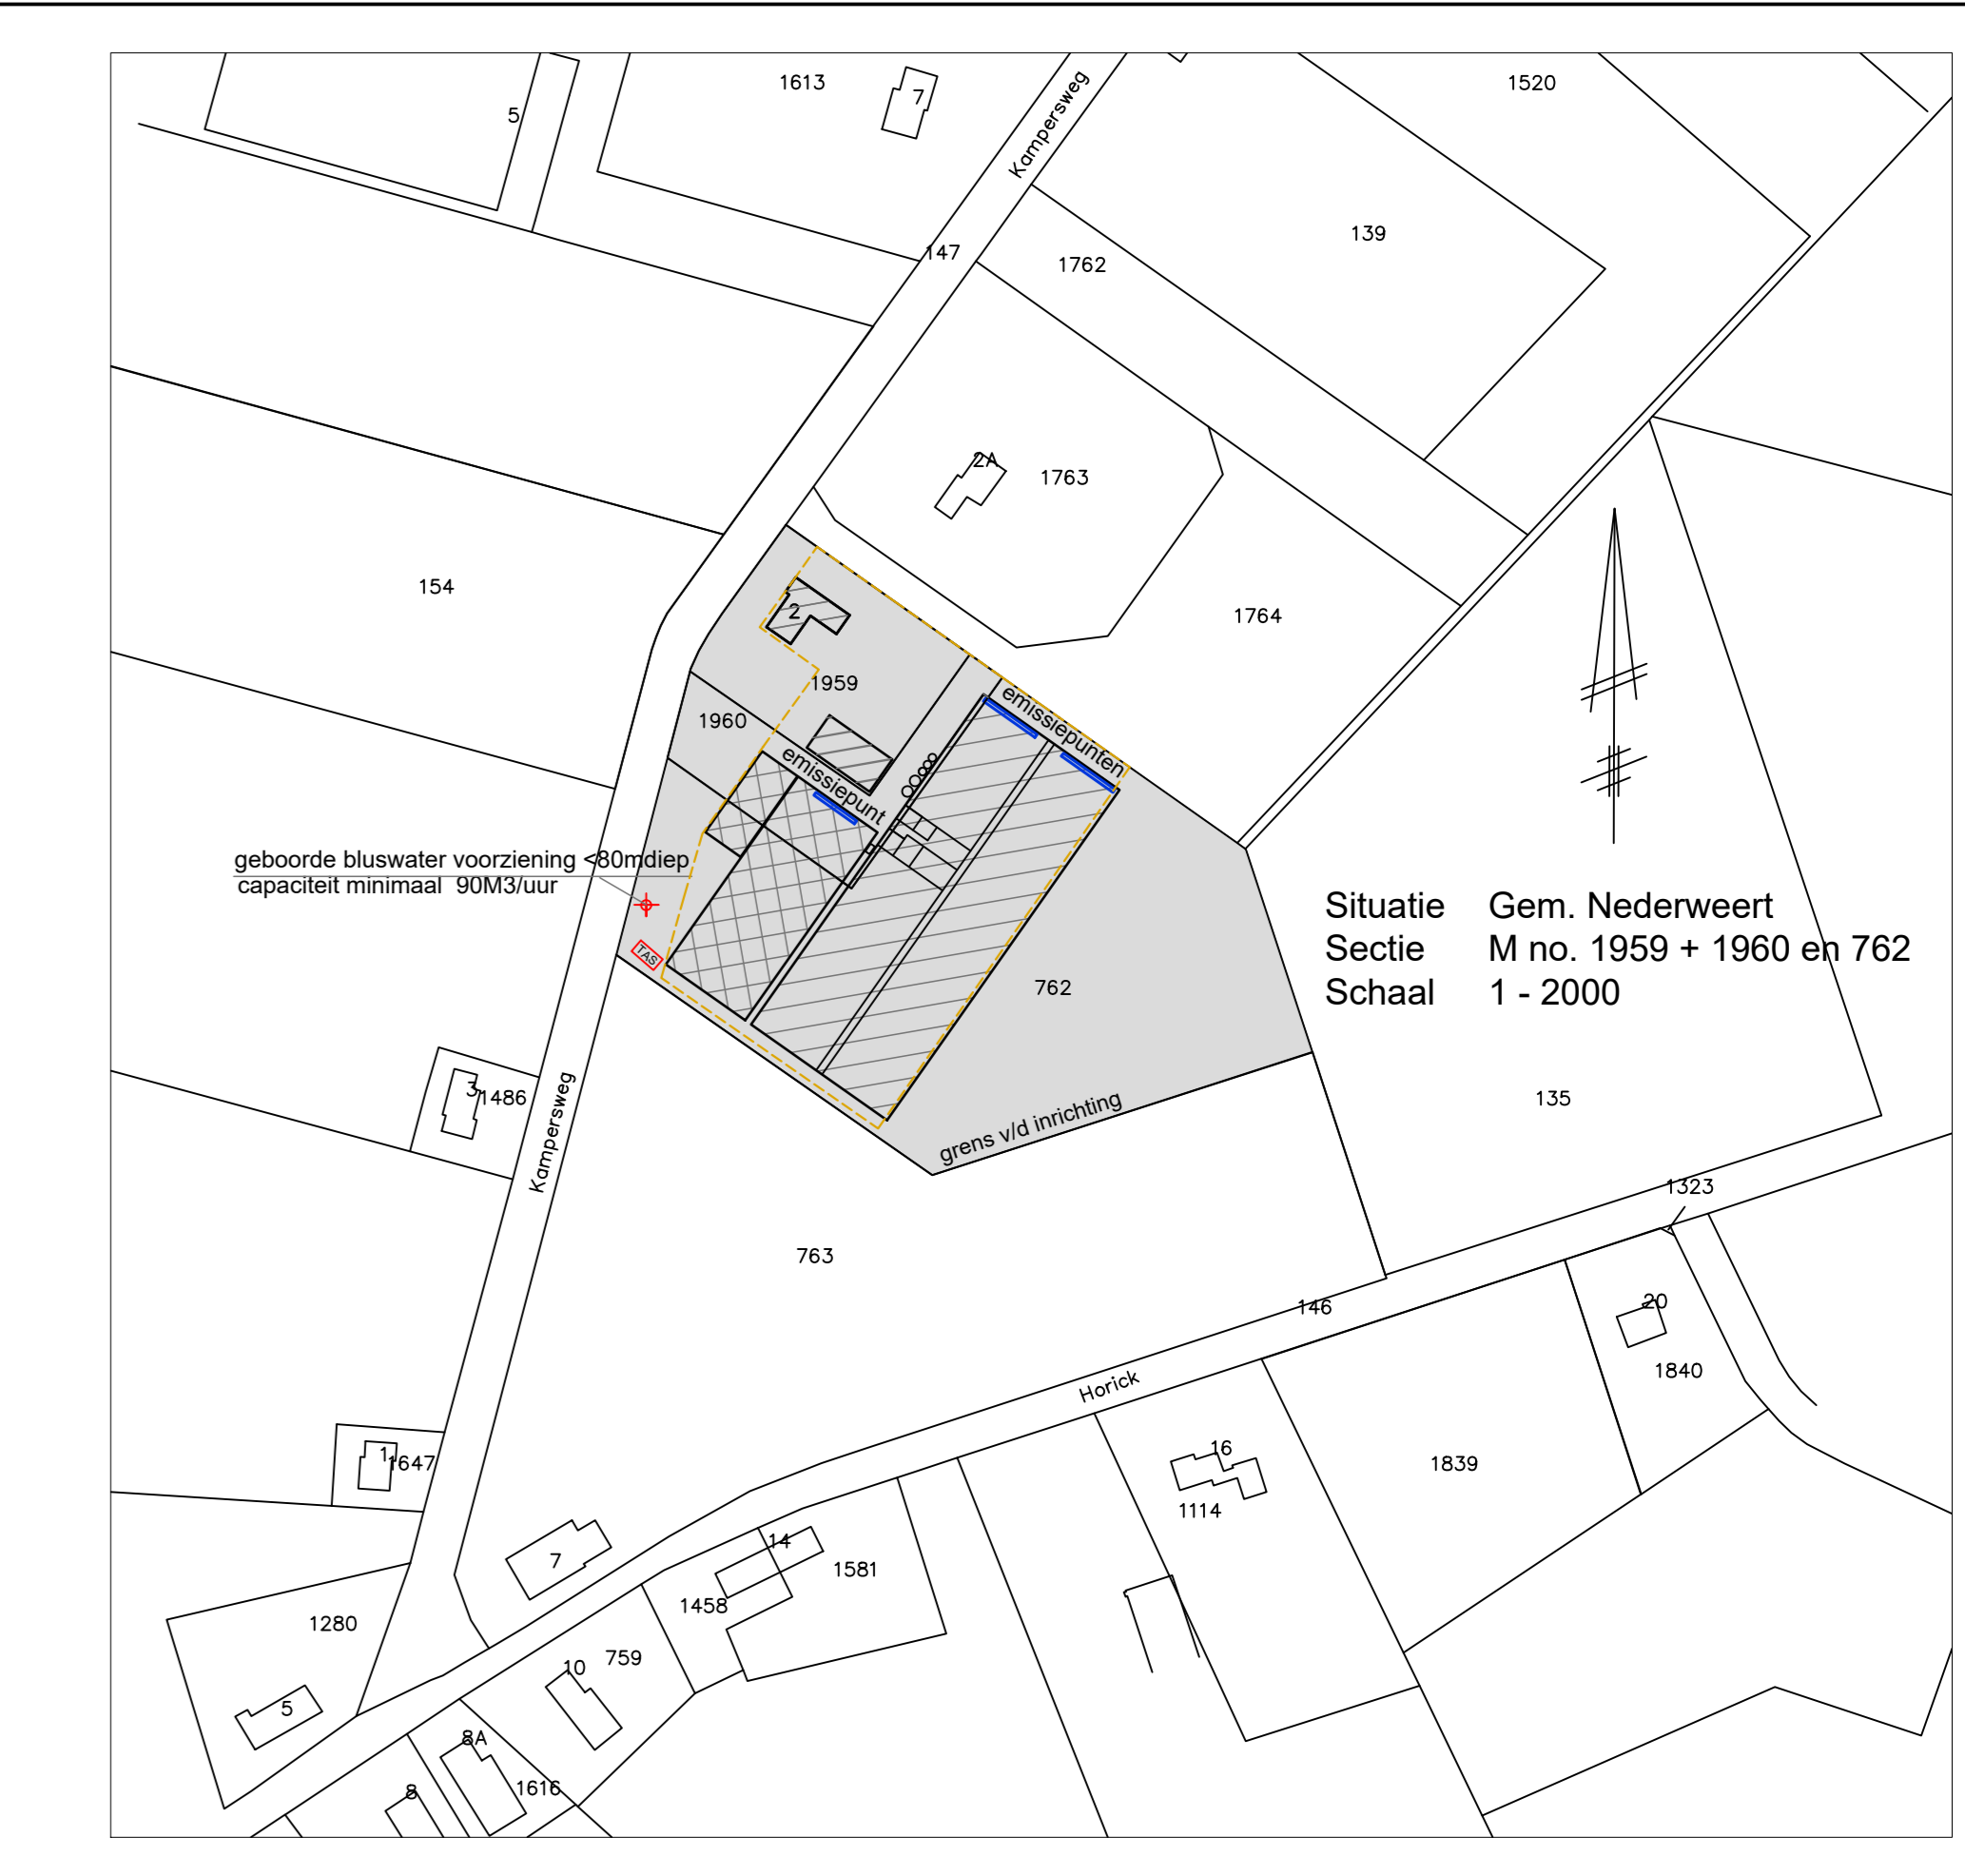 1613
7
5
1520
Kampersweg
147
1762
139
2A
1763
154
1764
2
1959
1960
emissiepunten
emissiepunt
geboorde bluswater voorziening <80mdiep
capaciteit minimaal 90M3/uur
TAS
Situatie Gem. Nederweert
Sectie M no. 1959 + 1960 en 762
Schaal 1 - 2000
762
3
1486
Kampersweg
135
grens v/d inrichting
1323
763
146
20
1840
Horick
1
1647
16
1839
1114
7
14
1581
1458
1280
759
10
5
8A
8
1616